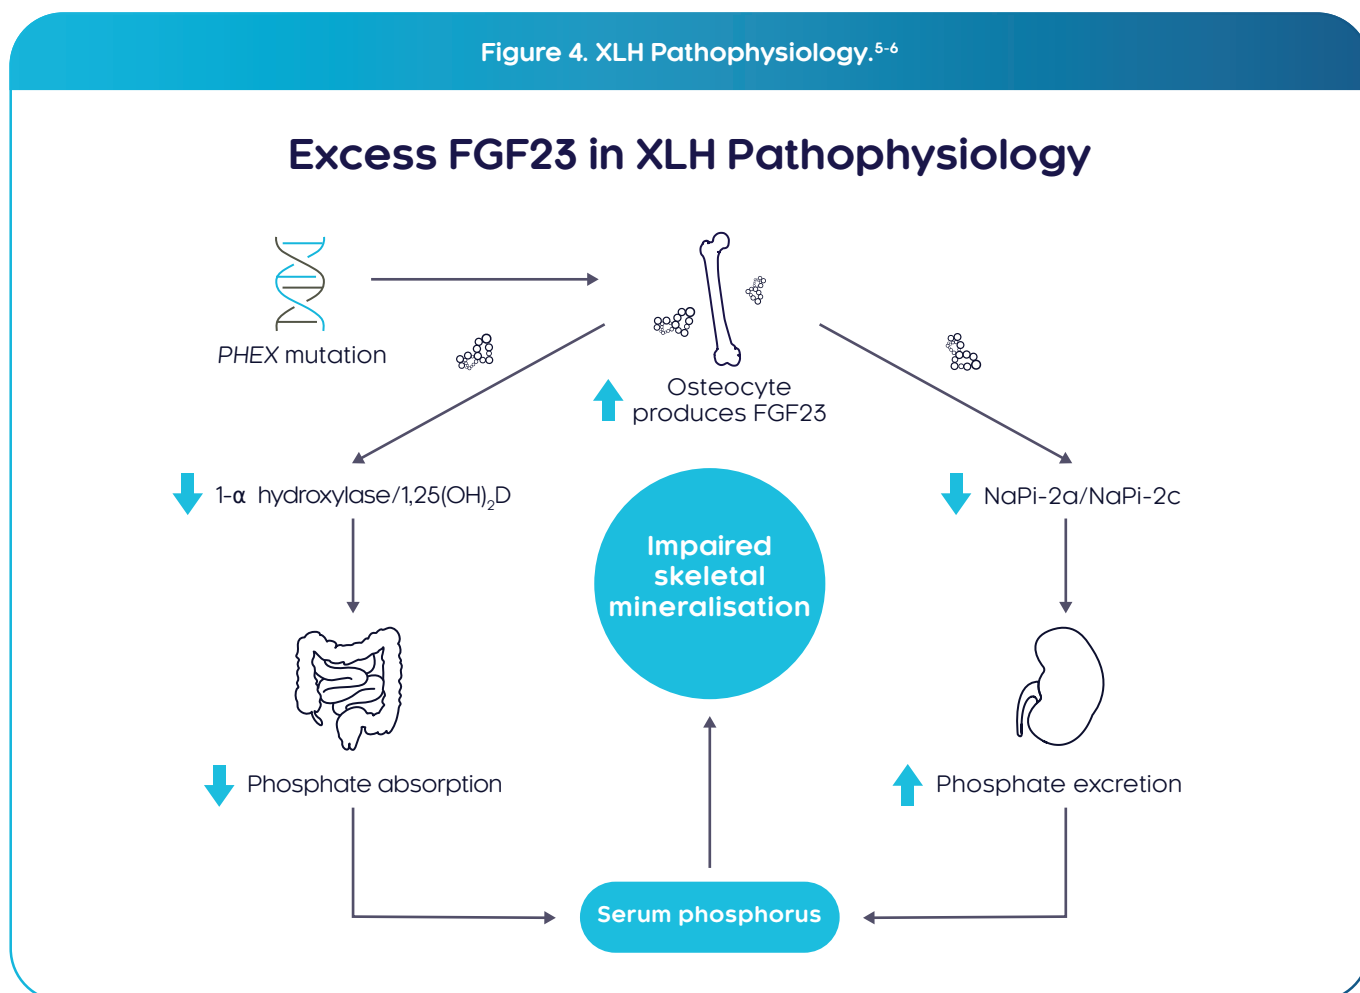 Figure 4. XLH Pathophysiology.⁵⁻⁶
Excess FGF23 in XLH Pathophysiology
PHEX mutation
Osteocyte
produces FGF23
1-α hydroxylase/1,25(OH)₂D
NaPi-2a/NaPi-2c
Impaired
skeletal
mineralisation
Phosphate absorption
Phosphate excretion
Serum phosphorus